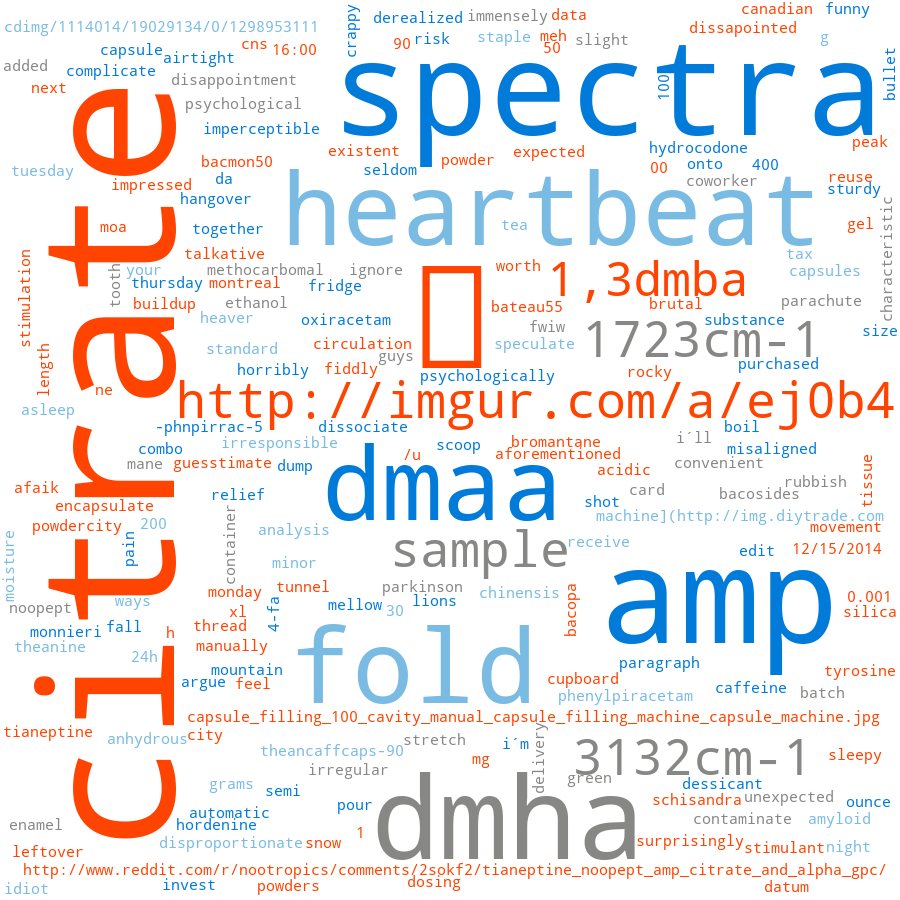 cdimg/1114014/19029134/0/1298953111
crappy
derealized
immensely
data
canadian
funny
dissapointed
90
risk
staple
meh
50
slight
g
cns
16:00
capsule
airtight
added
complicate
disappointment
next
psychological
imperceptible
spectra
100
bullet
citrate
existent
powder
expected
hydrocodone
peak
tuesday
bacmon50
seldom
00
onto
400
impressed
da
coworker
reuse
sturdy
hangover
heartbeat
moa
together
tea
gel
characteristic
talkative
tax
stimulation
tooth
your
methocarbomal
ignore
worth
1,3dmba
capsules
thursday
montreal
fridge
buildup
ethanol
bateau55
brutal
parachute
heaver
oxiracetam
fwiw
1723cm-1
substance
size
length
standard
circulation
guys
speculate
horribly
fiddly
psychologically
rocky
purchased
ne
http://imgur.com/a/ej0b4
asleep
-phnpirrac-5
dissociate
boil
combo
irresponsible
/u
scoop
bromantane
i´ll
misaligned
mane
guesstimate
dump
dmaa
aforementioned
acidic
convenient
tissue
afaik
relief
card
bacosides
rubbish
encapsulate
shot
powdercity
200
container
analysis
machine](http://img.diytrade.com
movement
moisture
pain
sample
receive
edit
12/15/2014
minor
noopept
ways
monday
tunnel
parkinson
chinensis
amp
0.001
xl
4-fa
mellow
30
lions
bacopa
silica
monnieri
fall
h
thread
theanine
manually
fold
24h
mountain
paragraph
argue
feel
cupboard
tyrosine
phenylpiracetam
caffeine
batch
capsule_filling_100_cavity_manual_capsule_filling_machine_capsule_machine.jpg
tianeptine
anhydrous
city
theancaffcaps-90
stretch
i´m
delivery
3132cm-1
sleepy
irregular
mg
green
grams
semi
dessicant
dmha
schisandra
unexpected
ounce
automatic
pour
enamel
hordenine
contaminate
amyloid
disproportionate
snow
1
surprisingly
stimulant
night
leftover
http://www.reddit.com/r/nootropics/comments/2sokf2/tianeptine_noopept_amp_citrate_and_alpha_gpc/
idiot
invest
powders
dosing
datum